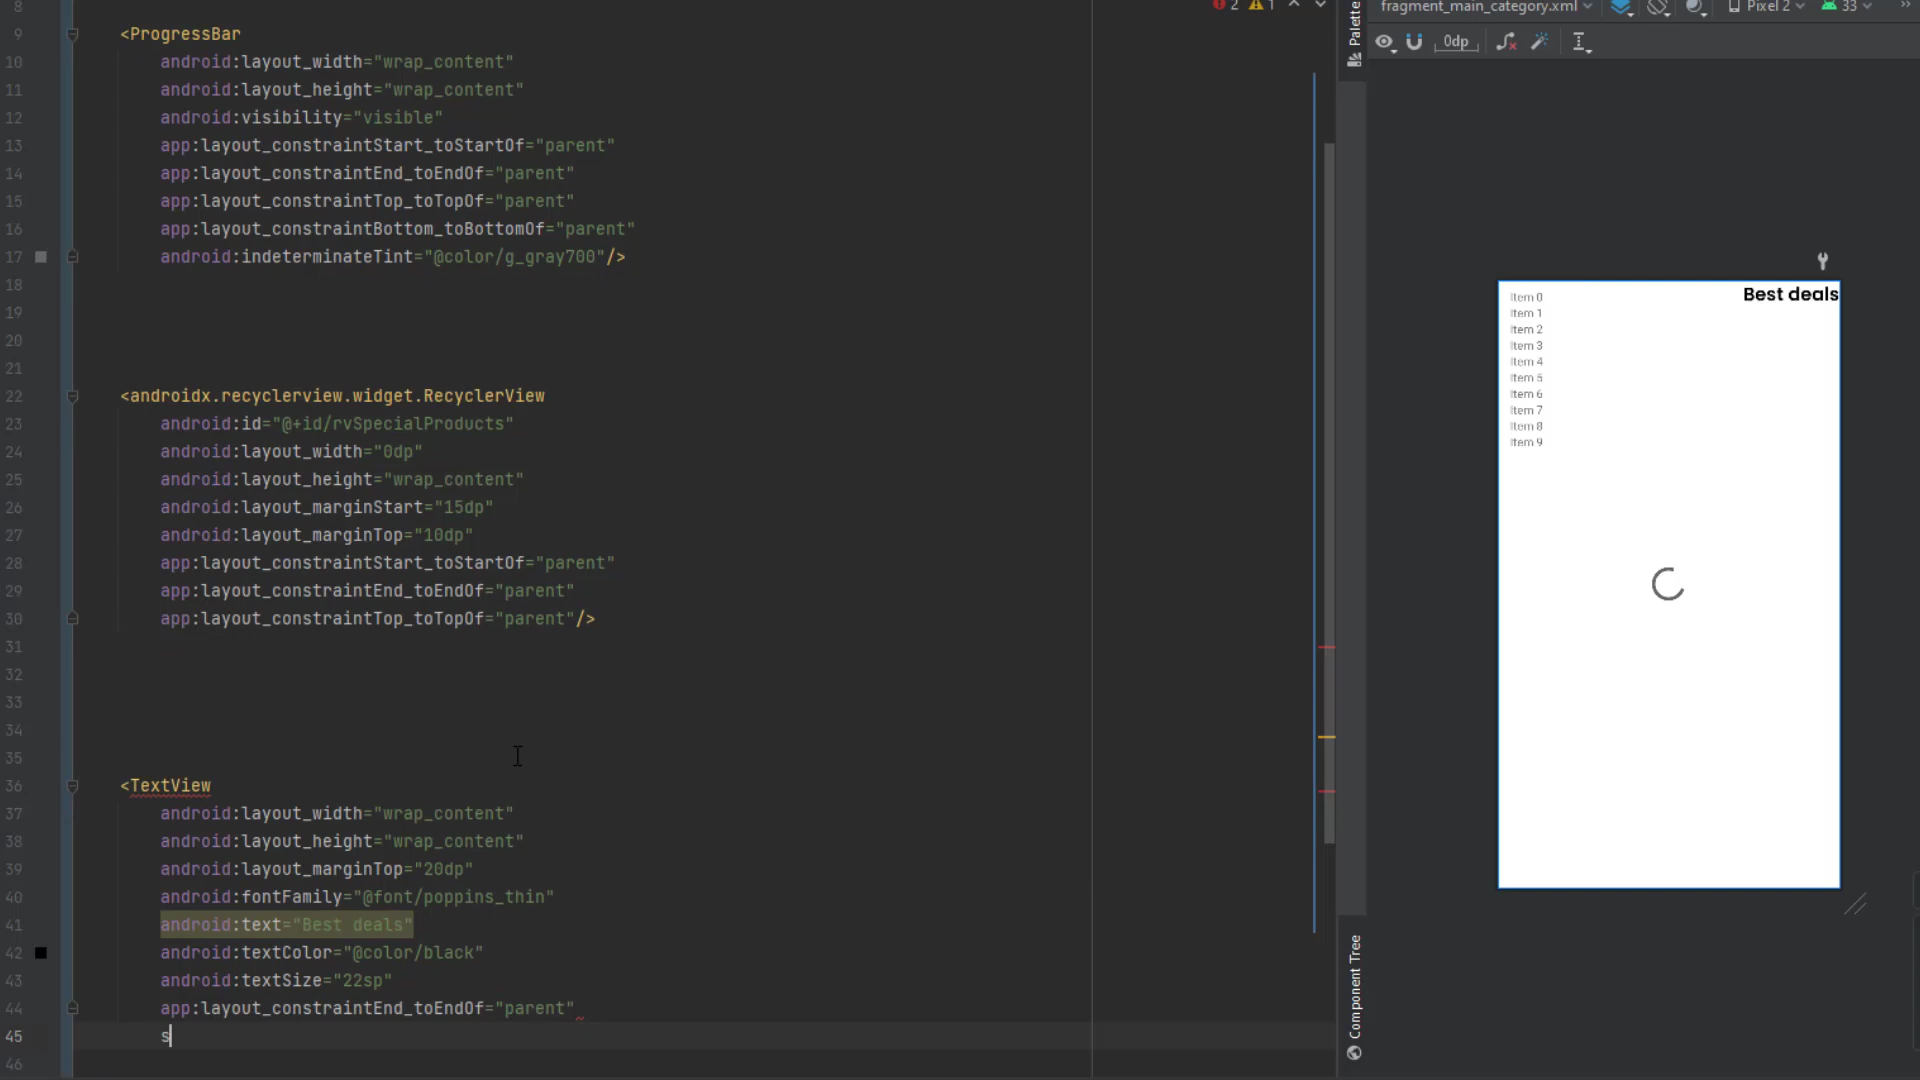 8
9 <ProgressBar
10 android:layout_width="wrap_content"
11 android:layout_height="wrap_content"
12 android:visibility="visible"
13 app:layout_constraintStart_toStartOf="parent"
14 app:layout_constraintEnd_toEndOf="parent"
15 app:layout_constraintTop_toTopOf="parent"
16 app:layout_constraintBottom_toBottomOf="parent"
17 android:indeterminateTint="@color/g_gray700"/>
18
19
20
21
22 <androidx.recyclerview.widget.RecyclerView
23 android:id="@+id/rvSpecialProducts"
24 android:layout_width="0dp"
25 android:layout_height="wrap_content"
26 android:layout_marginStart="15dp"
27 android:layout_marginTop="10dp"
28 app:layout_constraintStart_toStartOf="parent"
29 app:layout_constraintEnd_toEndOf="parent"
30 app:layout_constraintTop_toTopOf="parent"/>
31
32
33
34
35
36 <TextView
37 android:layout_width="wrap_content"
38 android:layout_height="wrap_content"
39 android:layout_marginTop="20dp"
40 android:fontFamily="@font/poppins_thin"
41 android:text="Best deals"
42 android:textColor="@color/black"
43 android:textSize="22sp"
44 app:layout_constraintEnd_toEndOf="parent"
45 s
46
2 1
Palette
Component Tree
fragment_main_category.xml Pixel 2 33 »
0dp
Best deals
Item 0
Item 1
Item 2
Item 3
Item 4
Item 5
Item 6
Item 7
Item 8
Item 9